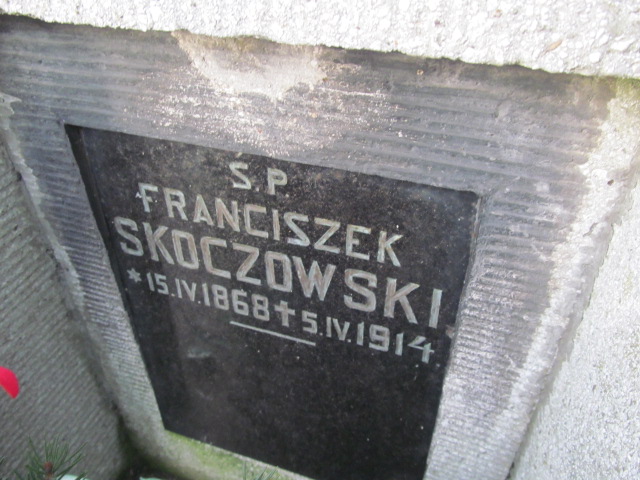 Ś.P.
FRANCISZEK
SKOCZOWSKI
*15.IV.1868 ✝ 5.IV.1914